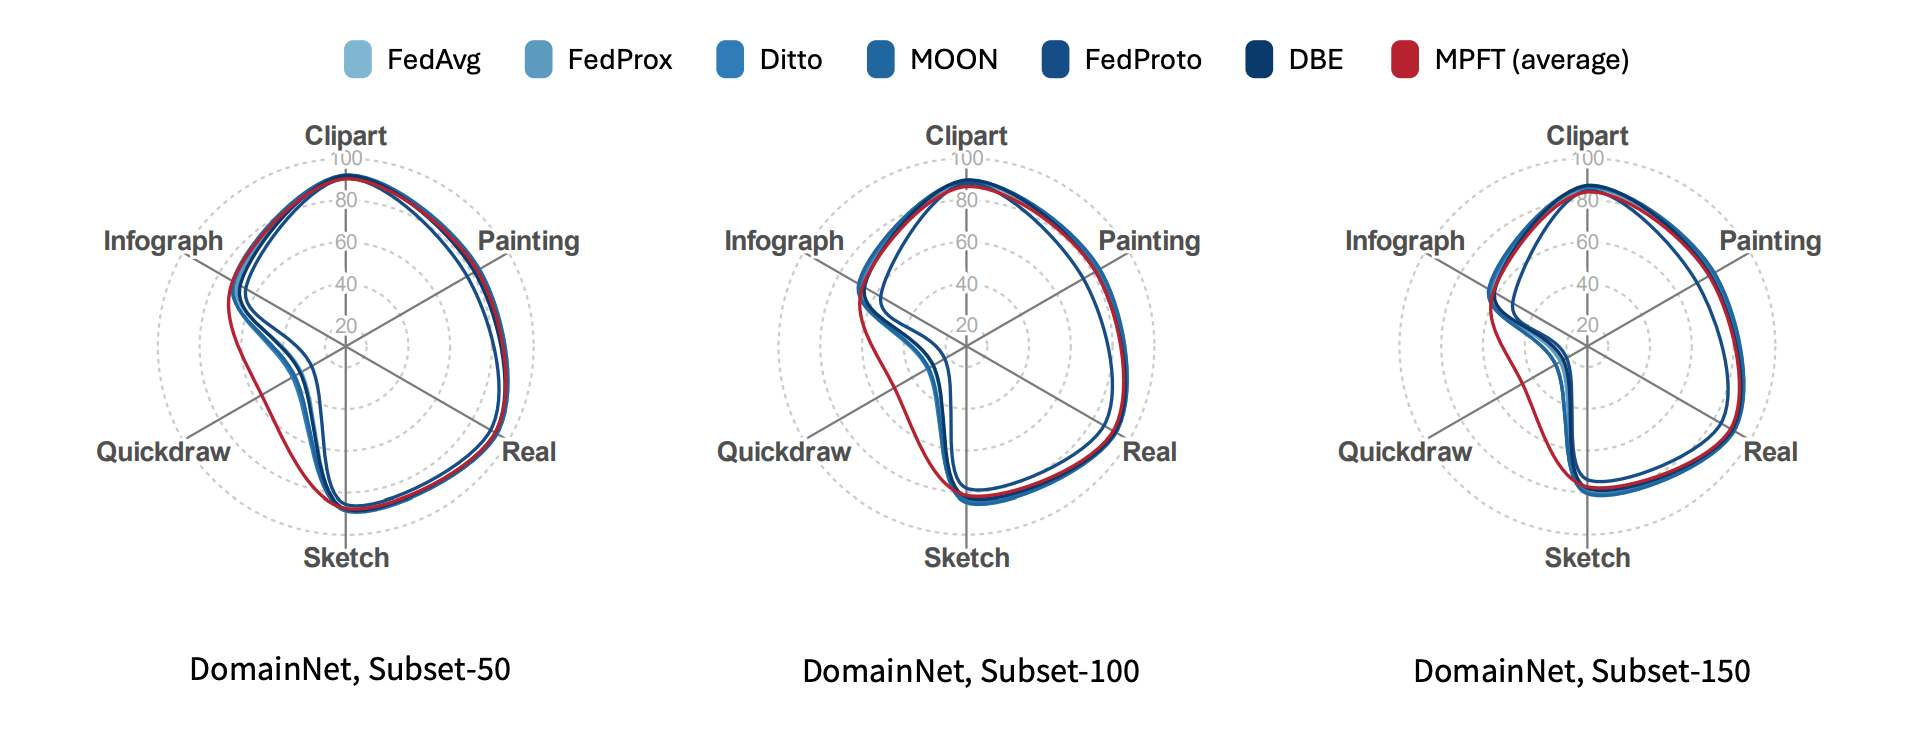 FedAvg FedProx Ditto MOON FedProto DBE MPFT (average)
Clipart
100
80
60
40
20
Infograph
Painting
Quickdraw
Real
Sketch
DomainNet, Subset-50
Clipart
100
80
60
40
20
Infograph
Painting
Quickdraw
Real
Sketch
DomainNet, Subset-100
Clipart
100
80
60
40
20
Infograph
Painting
Quickdraw
Real
Sketch
DomainNet, Subset-150